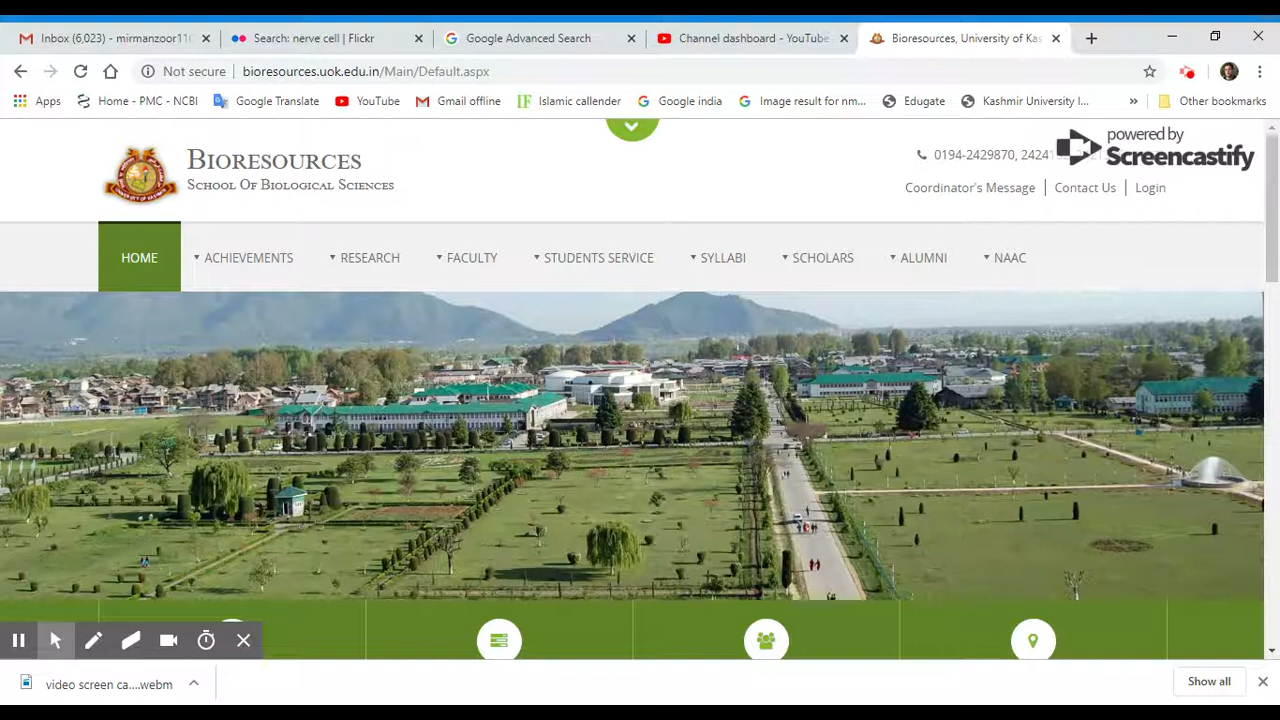 Inbox (6,023) - mirmanzoor110
Search: nerve cell | Flickr
Google Advanced Search
Channel dashboard - YouTube
Bioresources, University of Kas
Not secure
bioresources.uok.edu.in/Main/Default.aspx
Apps
Home - PMC - NCBI
Google Translate
YouTube
Gmail offline
IF
Islamic callender
Google india
Image result for nm...
Edugate
Kashmir University I...
»
Other bookmarks
BIORESOURCES
SCHOOL OF BIOLOGICAL SCIENCES
0194-2429870,
powered by
Screencastify
Coordinator's Message | Contact Us | Login
HOME
ACHIEVEMENTS
RESEARCH
FACULTY
STUDENTS SERVICE
SYLLABI
SCHOLARS
ALUMNI
NAAC
video screen ca....webm
Show all